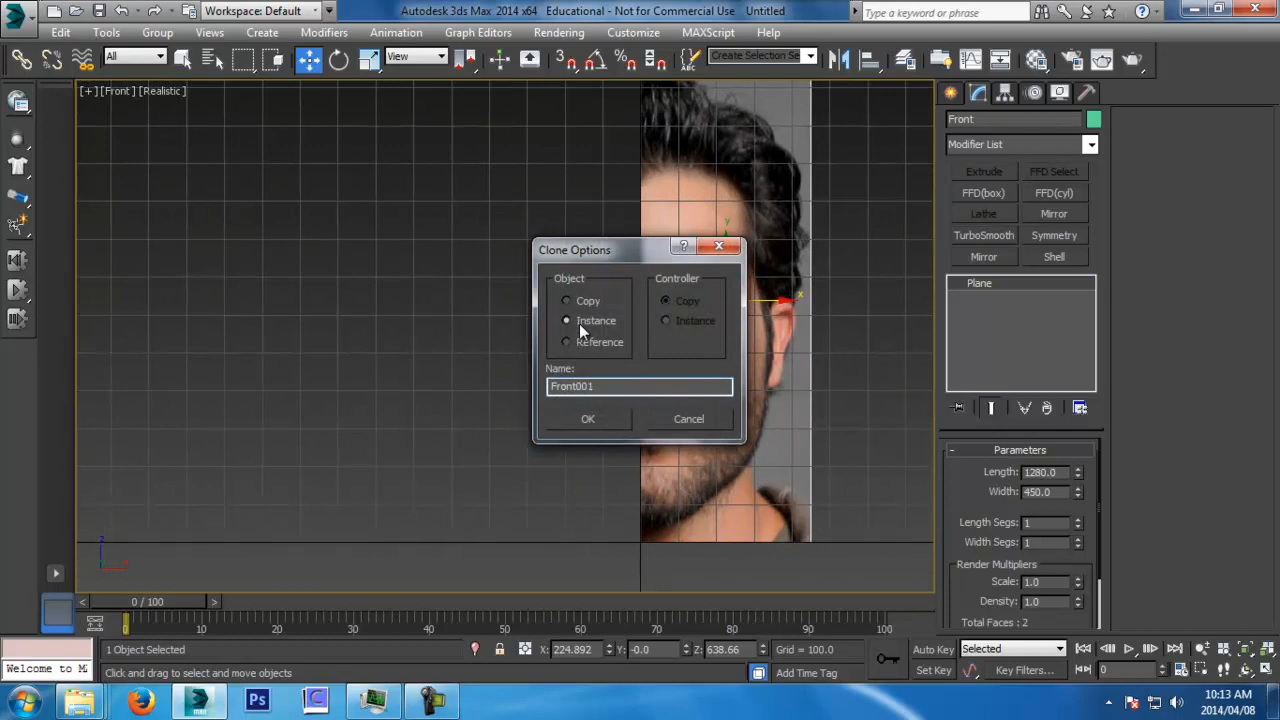 Workspace: Default
Autodesk 3ds Max 2014 x64
Educational - Not for Commercial Use
Untitled
Type a keyword or phrase
Edit
Tools
Group
Views
Create
Modifiers
Animation
Graph Editors
Rendering
Customize
MAXScript
Help
All
View
Create Selection Se
[+] [Front] [Realistic]
Front
Modifier List
Extrude
FFD Select
FFD(box)
FFD(cyl)
Lathe
Mirror
TurboSmooth
Symmetry
Mirror
Shell
Plane
Clone Options
Object
Controller
Copy
Copy
Instance
Instance
Reference
Name:
Front001
OK
Cancel
y
x
z
Parameters
Length: 1280.0
Width: 450.0
Length Segs: 1
Width Segs: 1
Render Multipliers
Scale: 1.0
Density: 1.0
Total Faces : 2
0 / 100
0
10
20
30
40
50
60
70
80
90
100
1 Object Selected
X: 224.892
Y: -0.0
Z: 638.66
Grid = 100.0
Auto Key
Selected
Welcome to M
Click and drag to select and move objects
Add Time Tag
Set Key
Key Filters...
0
Ps
10:13 AM
2014/04/08